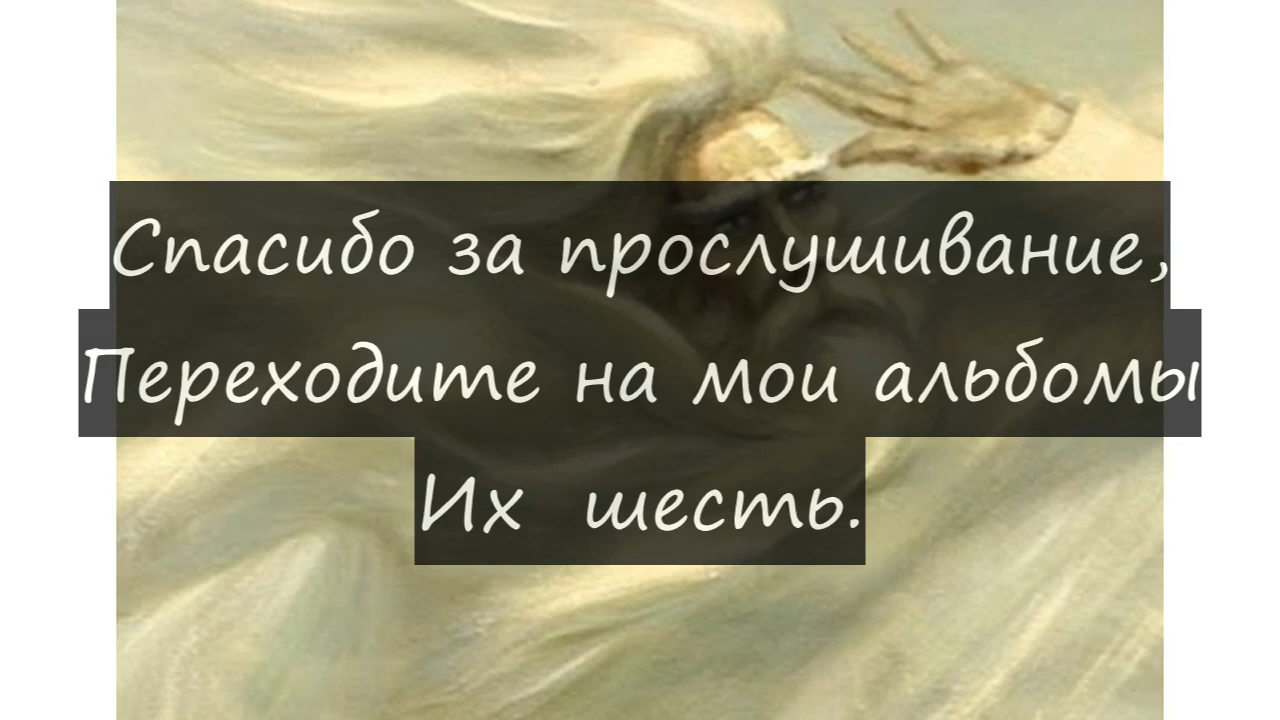 Спасибо за прослушивание,
Переходите на мои альбомы
Их шесть.